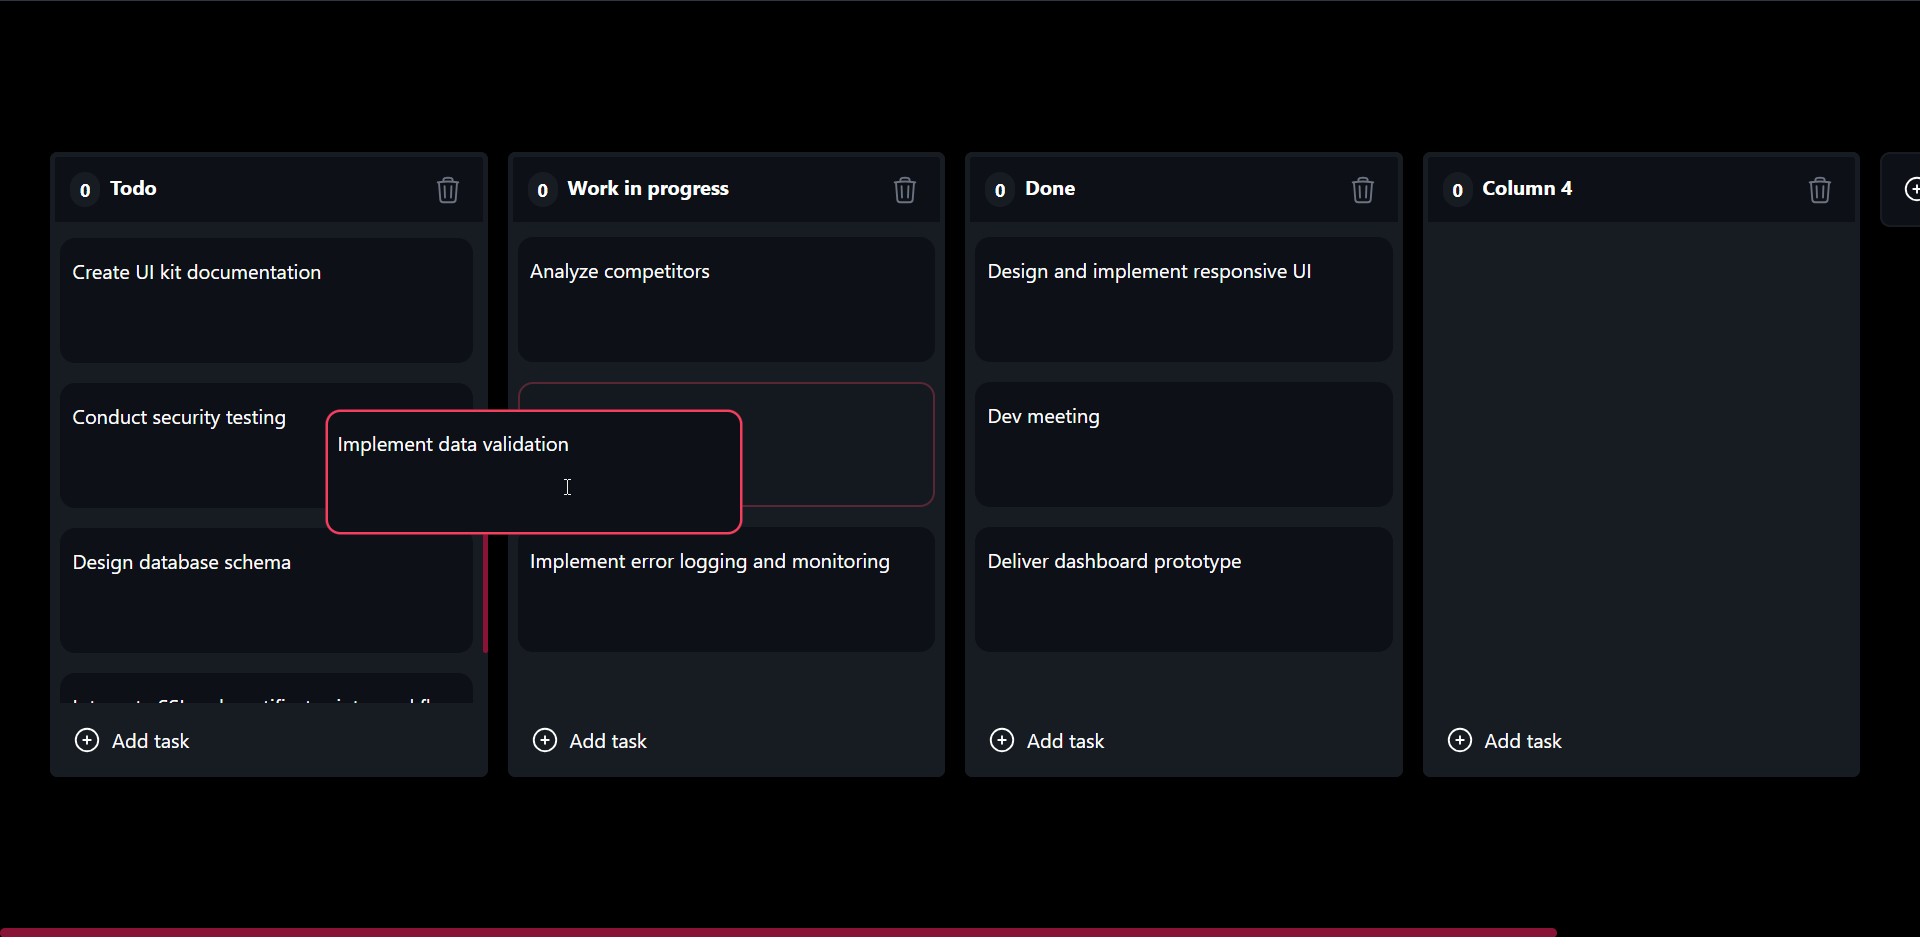 0 Todo
Create UI kit documentation
Conduct security testing
Design database schema
Add task
0 Work in progress
Analyze competitors
Implement data validation
Implement error logging and monitoring
Add task
0 Done
Design and implement responsive UI
Dev meeting
Deliver dashboard prototype
Add task
0 Column 4
Add task